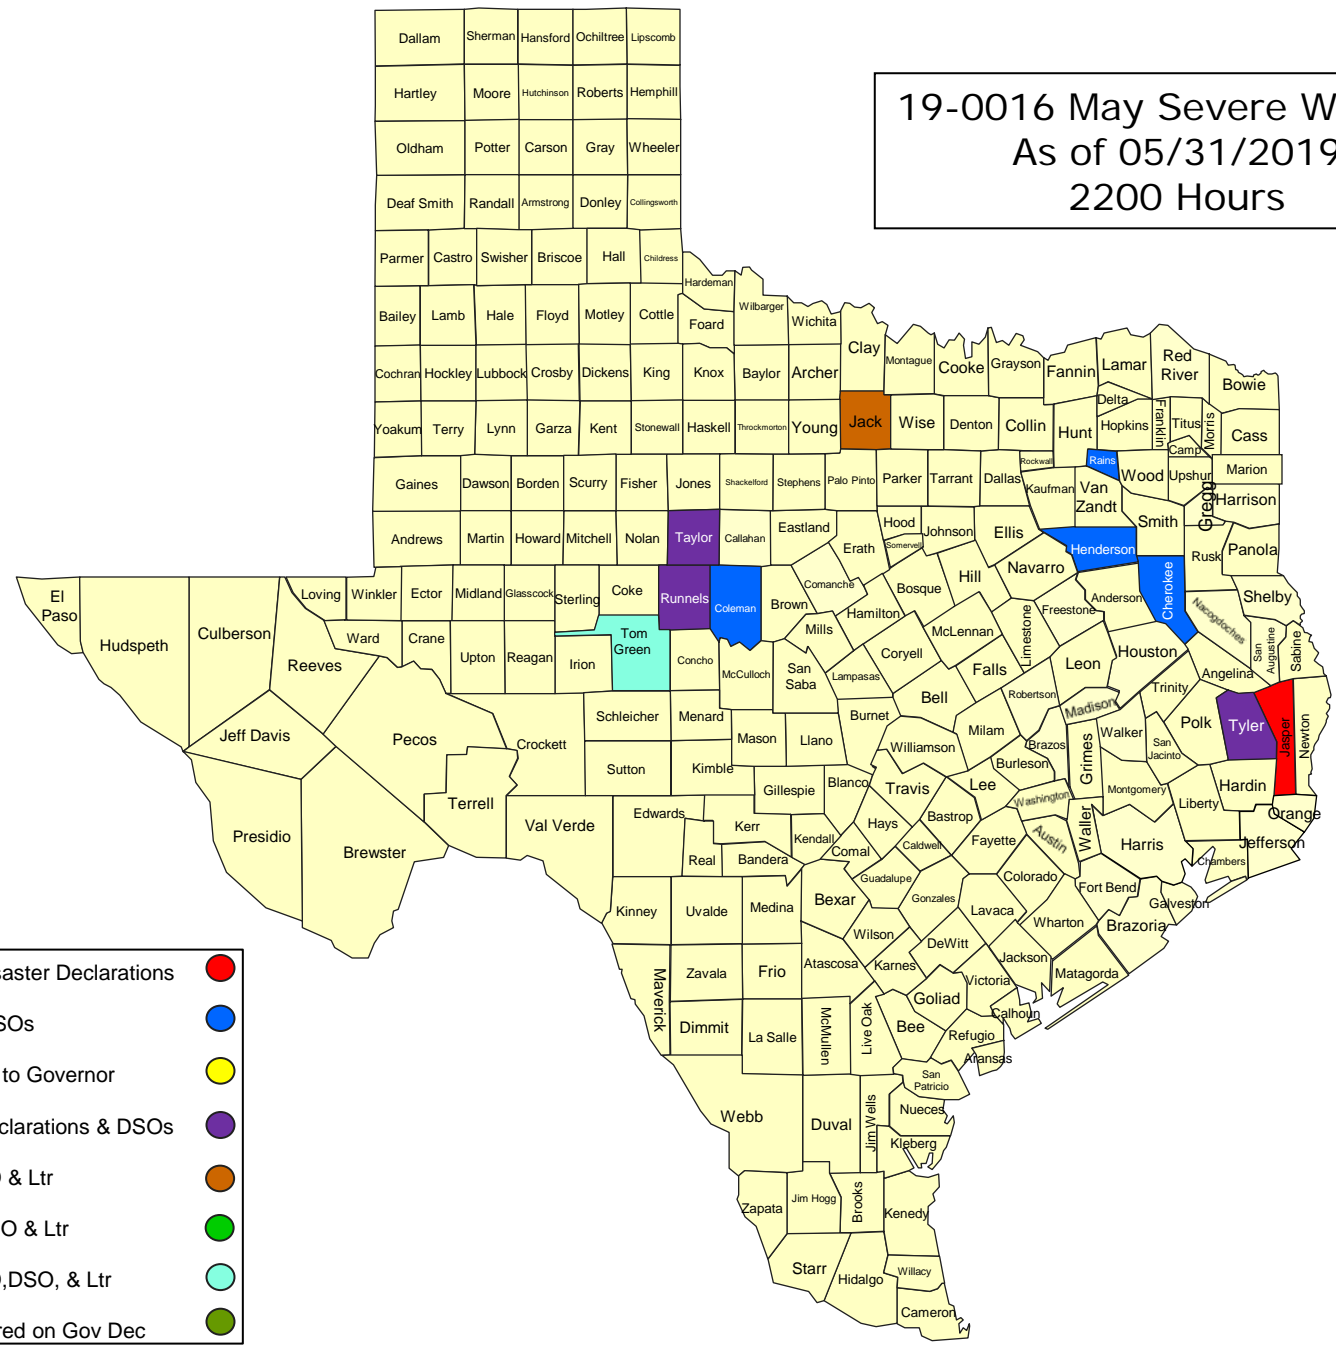 19-0016 May Severe W
As of 05/31/2019
2200 Hours
Dallam Sherman Hansford Ochiltree Lipscomb
Hartley Moore Hutchinson Roberts Hemphill
Oldham Potter Carson Gray Wheeler
Deaf Smith Randall Armstrong Donley Collingsworth
Parmer Castro Swisher Briscoe Hall Childress
Hardeman
Bailey Lamb Hale Floyd Motley Cottle Foard Wilbarger Wichita
Clay Montague Cooke Grayson Fannin Lamar Red River Bowie
Cochran Hockley Lubbock Crosby Dickens King Knox Baylor Archer
Delta
Yoakum Terry Lynn Garza Kent Stonewall Haskell Throckmorton Young Jack Wise Denton Collin Hunt Hopkins Franklin Titus Morris Cass
Camp
Rockwall Rains
Gaines Dawson Borden Scurry Fisher Jones Shackelford Stephens Palo Pinto Parker Tarrant Dallas Kaufman Van Zandt Wood Upshur Marion
Gregg Harrison
Andrews Martin Howard Mitchell Nolan Taylor Callahan Eastland Erath Hood Somervell Johnson Ellis Henderson Smith Rusk Panola
El Paso Hudspeth Culberson Reeves Loving Winkler Ector Midland Glasscock Sterling Coke Runnels Coleman Brown Comanche Hamilton Bosque Hill Navarro Freestone Anderson Cherokee Nacogdoches Shelby
Ward Crane Upton Reagan Irion Tom Green Concho McCulloch San Saba Mills Lampasas Coryell McLennan Limestone Falls Leon Houston Angelina San Augustine Sabine
Jeff Davis Pecos Crockett Schleicher Menard Mason Llano Burnet Bell Milam Robertson Madison Trinity Polk Tyler Jasper Newton
Sutton Kimble Williamson Brazos Burleson Grimes Walker San Jacinto
Presidio Brewster Terrell Val Verde Edwards Kerr Gillespie Blanco Travis Lee Washington Montgomery Liberty Hardin Orange
Real Bandera Kendall Comal Hays Caldwell Bastrop Fayette Austin Waller Harris Chambers Jefferson
Kinney Uvalde Medina Bexar Guadalupe Gonzales Lavaca Colorado Wharton Fort Bend Brazoria Galveston
Maverick Zavala Frio Atascosa Wilson Karnes DeWitt Victoria Jackson Matagorda
Dimmit La Salle McMullen Live Oak Bee Goliad Refugio Calhoun Aransas
San Patricio
Webb Duval Jim Wells Nueces
Kleberg
Zapata Jim Hogg Brooks Kenedy
Starr Hidalgo Willacy
Cameron
saster Declarations
SOs
to Governor
clarations & DSOs
& Ltr
O & Ltr
,DSO, & Ltr
red on Gov Dec